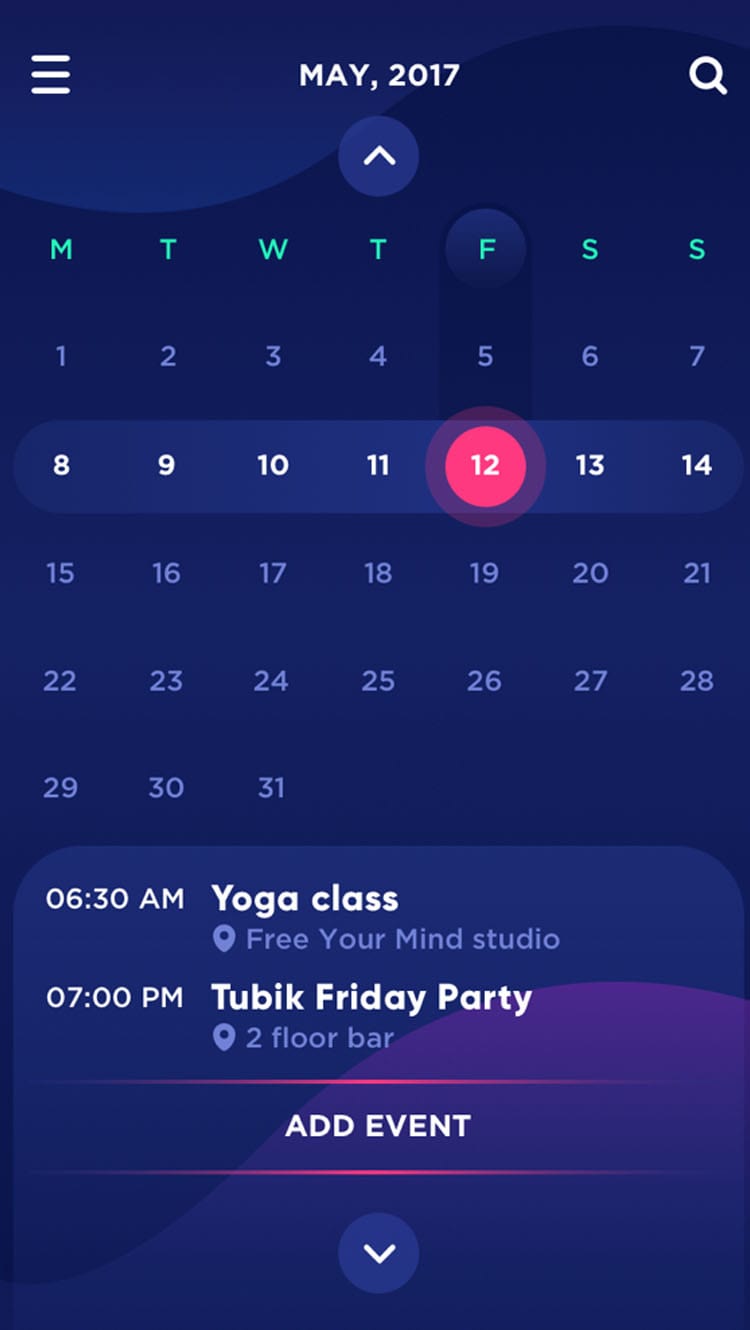 MAY, 2017
M T W T F S S
1 2 3 4 5 6 7
8 9 10 11 12 13 14
15 16 17 18 19 20 21
22 23 24 25 26 27 28
29 30 31
06:30 AM Yoga class
Free Your Mind studio
07:00 PM Tubik Friday Party
2 floor bar
ADD EVENT